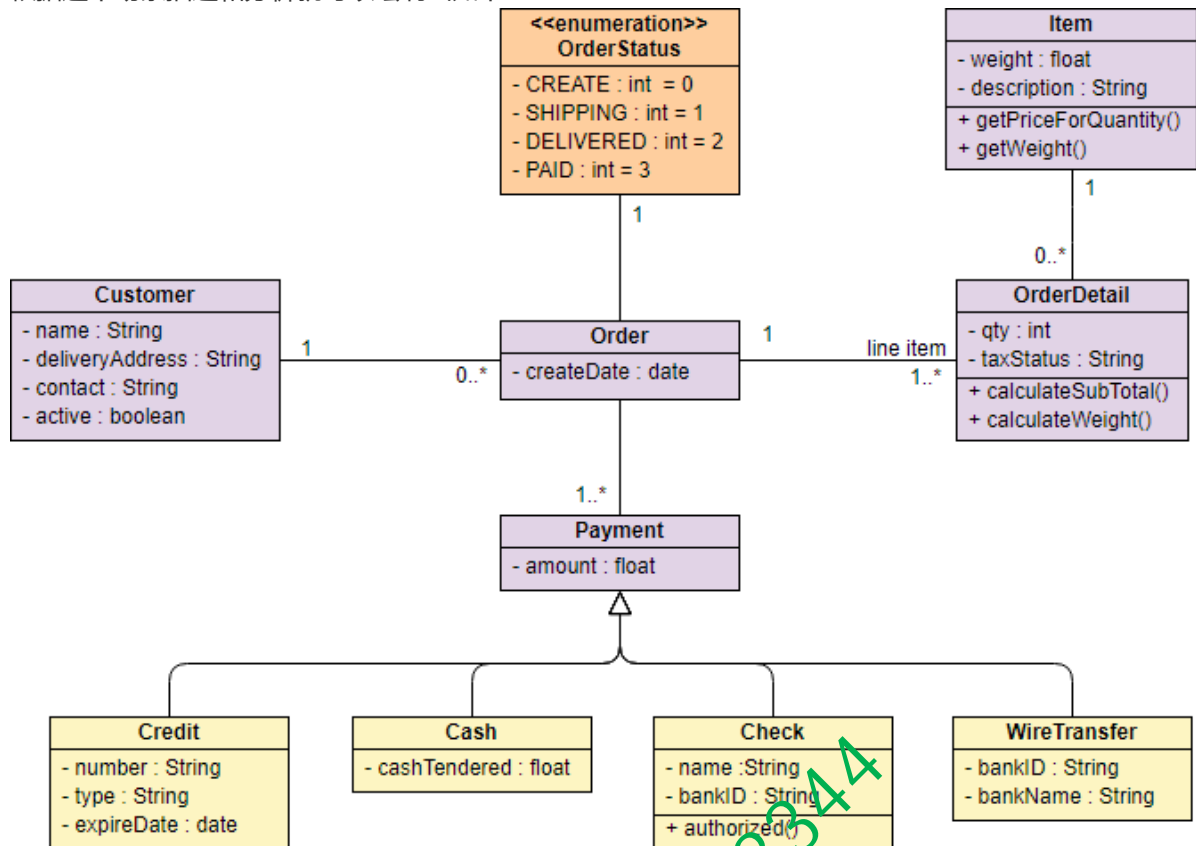 <<enumeration>>
OrderStatus
- CREATE : int = 0
- SHIPPING : int = 1
- DELIVERED : int = 2
- PAID : int = 3
1
Item
- weight : float
- description : String
+ getPriceForQuantity()
+ getWeight()
1
0..*
Customer
- name : String
- deliveryAddress : String
- contact : String
- active : boolean
1
0..*
Order
- createDate : date
1
line item
1..*
OrderDetail
- qty : int
- taxStatus : String
+ calculateSubTotal()
+ calculateWeight()
1..*
Payment
- amount : float
Credit
- number : String
- type : String
- expireDate : date
Cash
- cashTendered : float
Check
- name :String
- bankID : String
+ authorized()
WireTransfer
- bankID : String
- bankName : String
344